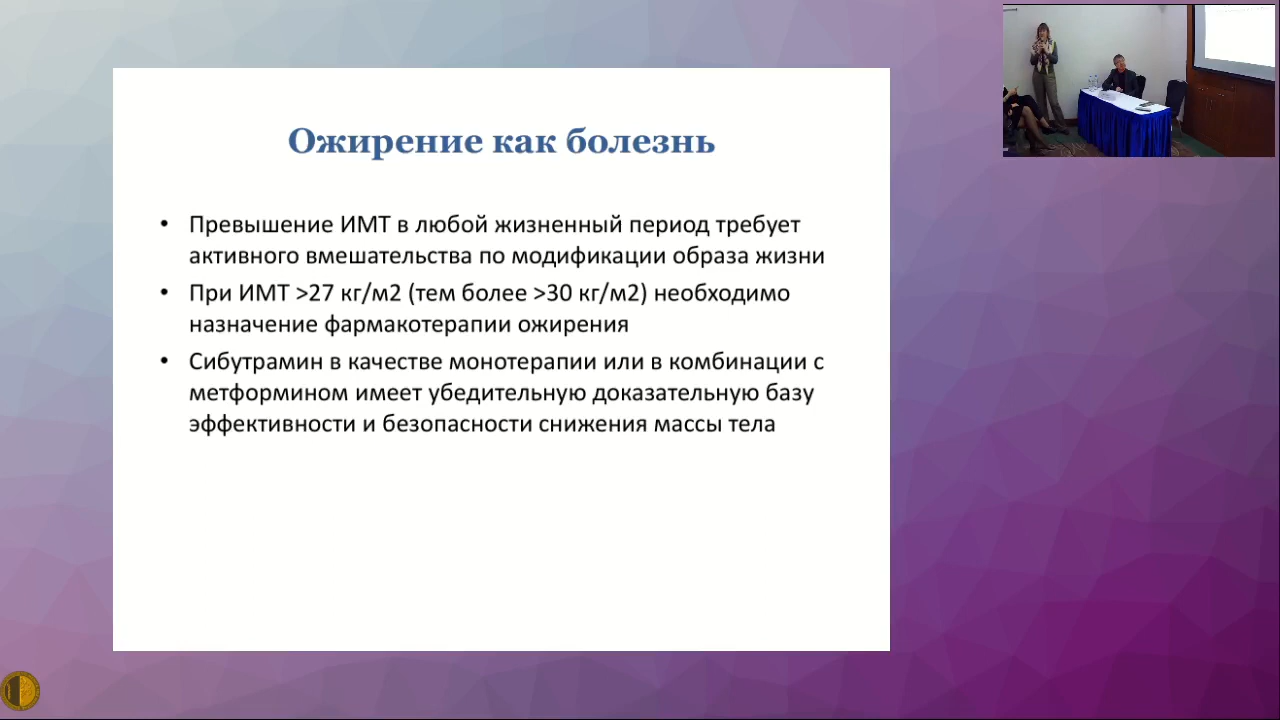 Ожирение как болезнь
• Превышение ИМТ в любой жизненный период требует
активного вмешательства по модификации образа жизни
• При ИМТ >27 кг/м2 (тем более >30 кг/м2) необходимо
назначение фармакотерапии ожирения
• Сибутрамин в качестве монотерапии или в комбинации с
метформином имеет убедительную доказательную базу
эффективности и безопасности снижения массы тела